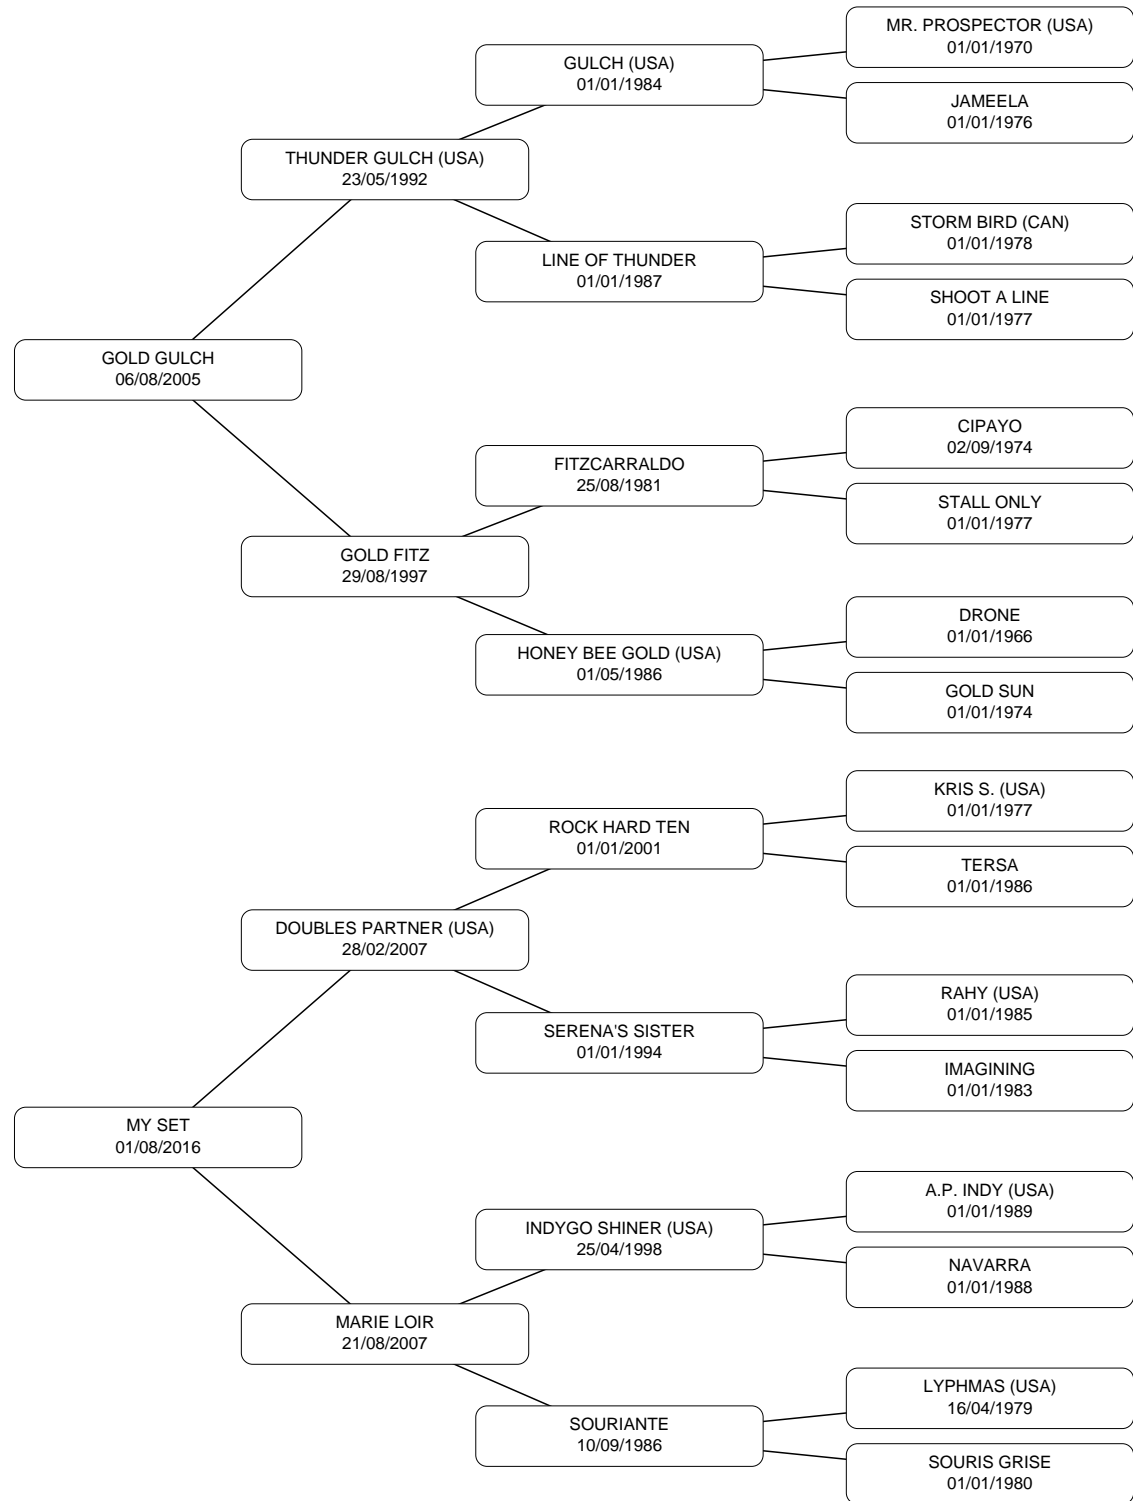 MR. PROSPECTOR (USA)
01/01/1970
GULCH (USA)
01/01/1984
JAMEELA
01/01/1976
THUNDER GULCH (USA)
23/05/1992
STORM BIRD (CAN)
01/01/1978
LINE OF THUNDER
01/01/1987
SHOOT A LINE
01/01/1977
GOLD GULCH
06/08/2005
CIPAYO
02/09/1974
FITZCARRALDO
25/08/1981
STALL ONLY
01/01/1977
GOLD FITZ
29/08/1997
DRONE
01/01/1966
HONEY BEE GOLD (USA)
01/05/1986
GOLD SUN
01/01/1974
KRIS S. (USA)
01/01/1977
ROCK HARD TEN
01/01/2001
TERSA
01/01/1986
DOUBLES PARTNER (USA)
28/02/2007
RAHY (USA)
01/01/1985
SERENA'S SISTER
01/01/1994
IMAGINING
01/01/1983
MY SET
01/08/2016
A.P. INDY (USA)
01/01/1989
INDYGO SHINER (USA)
25/04/1998
NAVARRA
01/01/1988
MARIE LOIR
21/08/2007
LYPHMAS (USA)
16/04/1979
SOURIANTE
10/09/1986
SOURIS GRISE
01/01/1980